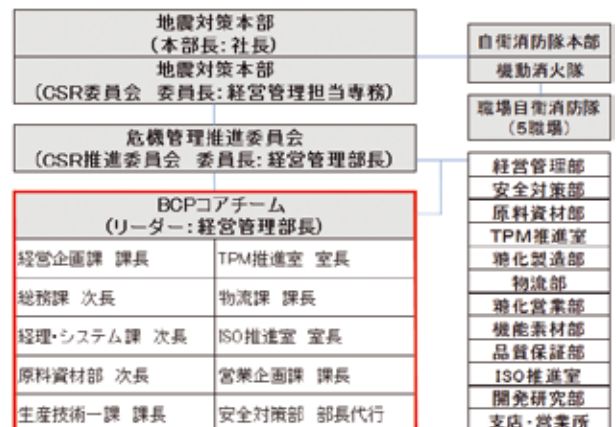 地震対策本部
(本部長:社長)
地震対策本部
(CSR委員会 委員長:経営管理担当専務)
危機管理推進委員会
(CSR推進委員会 委員長:経営管理部長)
BCPコアチーム
(リーダー:経営管理部長)
経営企画課 課長
TPM推進室 室長
総務課 次長
物流課 課長
経理・システム課 次長
ISO推進室 室長
原料資材部 次長
営業企画課 課長
生産技術一課 課長
安全対策部 部長代行
自衛消防隊本部
機動消火隊
職場自衛消防隊
(5職場)
経営管理部
安全対策部
原料資材部
TPM推進室
製造部
物流部
営業部
機能素材部
品質保証部
ISO推進室
開発研究部
支店・営業所